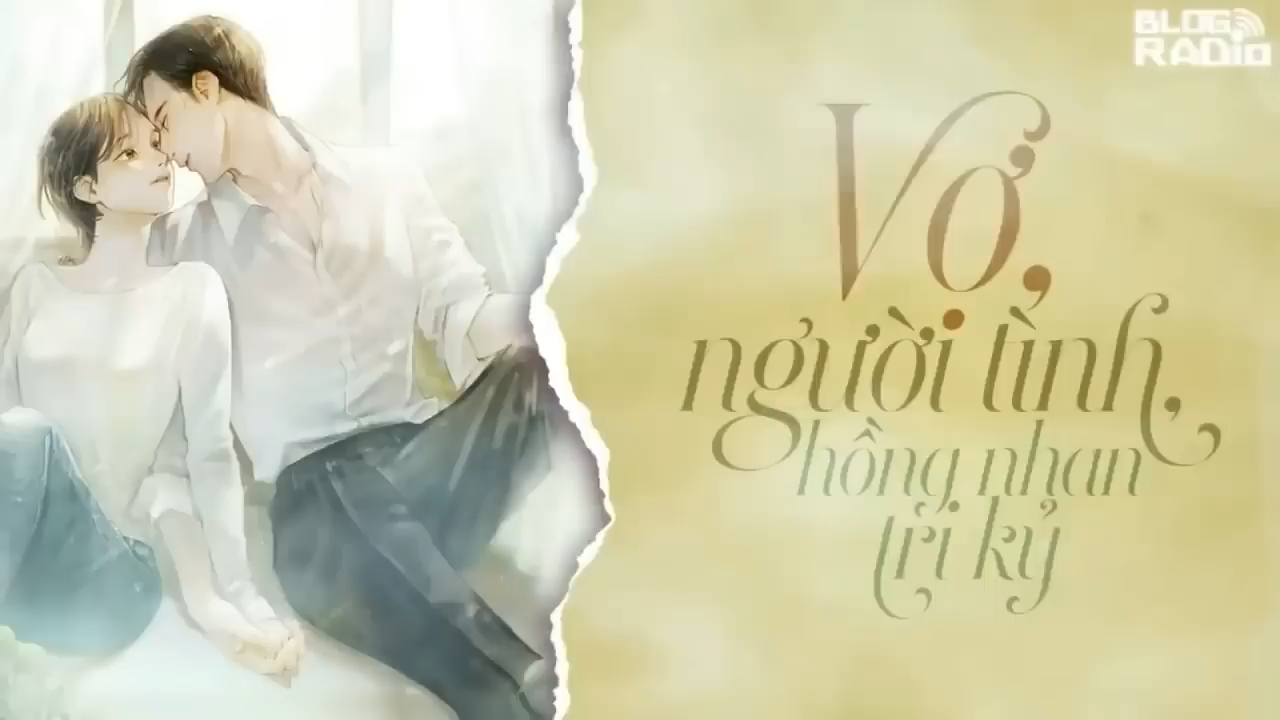 BLOG
RADIO
Vợ,
người tình,
hồng nhan
tri kỷ